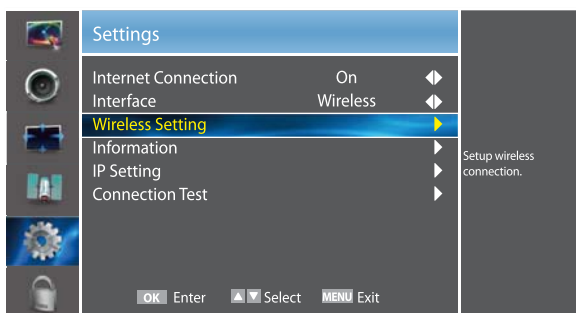 Settings
Internet Connection On
Interface Wireless
Wireless Setting
Information
IP Setting
Connection Test
Setup wireless
connection.
OK Enter ▲▼ Select MENU Exit